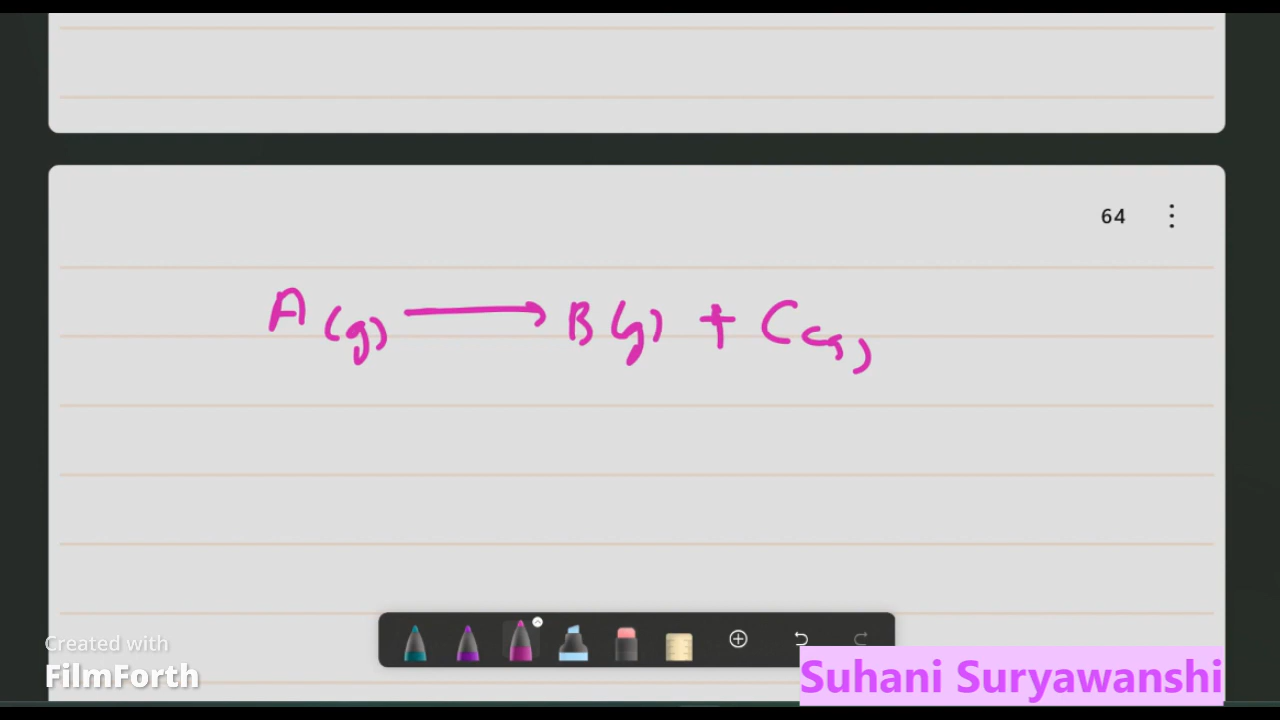 64
A(g) ⟶ B(g) + C(g)
Created with
FilmForth
Suhani Suryawanshi